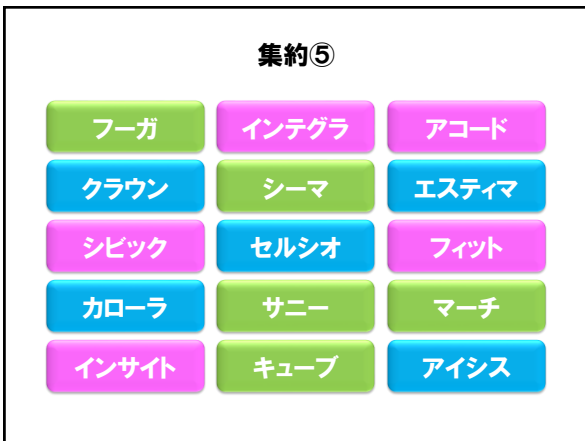 集約⑤
フーガ インテグラ アコード
クラウン シーマ エスティマ
シビック セルシオ フィット
カローラ サニー マーチ
インサイト キューブ アイシス